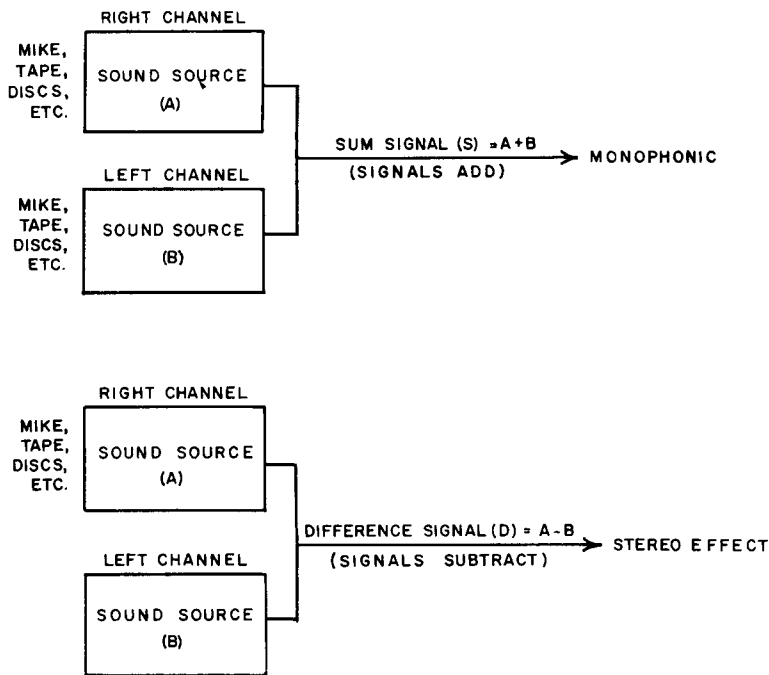 RIGHT CHANNEL
MIKE,
TAPE,
DISCS,
ETC.
SOUND SOURCE
(A)
SUM SIGNAL (S) = A+B
(SIGNALS ADD)
MONOPHONIC
LEFT CHANNEL
MIKE,
TAPE,
DISCS,
ETC.
SOUND SOURCE
(B)
RIGHT CHANNEL
MIKE,
TAPE,
DISCS,
ETC.
SOUND SOURCE
(A)
DIFFERENCE SIGNAL (D) = A-B
(SIGNALS SUBTRACT)
STEREO EFFECT
LEFT CHANNEL
SOUND SOURCE
(B)